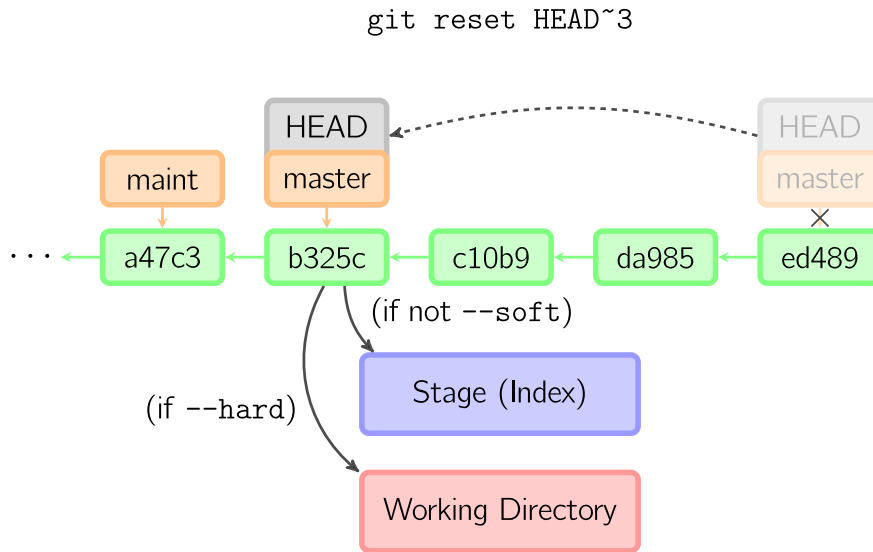 git reset HEAD~3
HEAD HEAD
maint master master
... a47c3 b325c c10b9 da985 ed489
(if not --soft)
Stage (Index)
(if --hard)
Working Directory